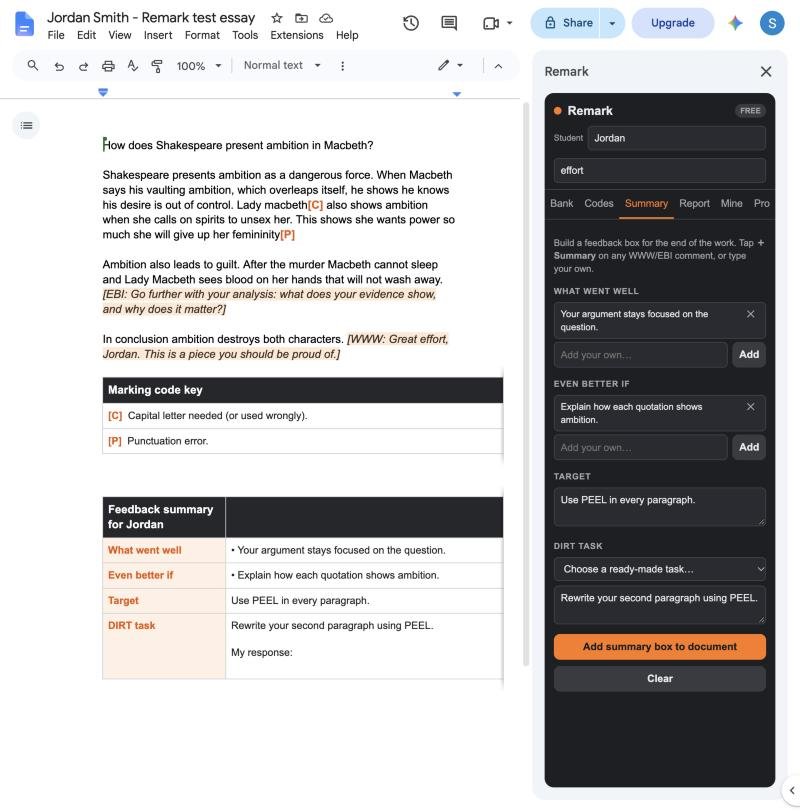 Jordan Smith - Remark test essay
File Edit View Insert Format Tools Extensions Help
Share
Upgrade
S
100%
Normal text
How does Shakespeare present ambition in Macbeth?
Shakespeare presents ambition as a dangerous force. When Macbeth
says his vaulting ambition, which overleaps itself, he shows he knows
his desire is out of control. Lady macbeth[C] also shows ambition
when she calls on spirits to unsex her. This shows she wants power so
much she will give up her femininity[P]
Ambition also leads to guilt. After the murder Macbeth cannot sleep
and Lady Macbeth sees blood on her hands that will not wash away.
[EBI: Go further with your analysis: what does your evidence show,
and why does it matter?]
In conclusion ambition destroys both characters. [WWW: Great effort,
Jordan. This is a piece you should be proud of.]
Marking code key
[C] Capital letter needed (or used wrongly).
[P] Punctuation error.
Feedback summary
for Jordan
What went well
• Your argument stays focused on the question.
Even better if
• Explain how each quotation shows ambition.
Target
Use PEEL in every paragraph.
DIRT task
Rewrite your second paragraph using PEEL.
My response:
Remark
Remark
FREE
Student
Jordan
effort
Bank Codes Summary Report Mine Pro
Build a feedback box for the end of the work. Tap +
Summary on any WWW/EBI comment, or type
your own.
WHAT WENT WELL
Your argument stays focused on the
question.
Add your own…
Add
EVEN BETTER IF
Explain how each quotation shows
ambition.
Add your own…
Add
TARGET
Use PEEL in every paragraph.
DIRT TASK
Choose a ready-made task…
Rewrite your second paragraph using PEEL.
Add summary box to document
Clear